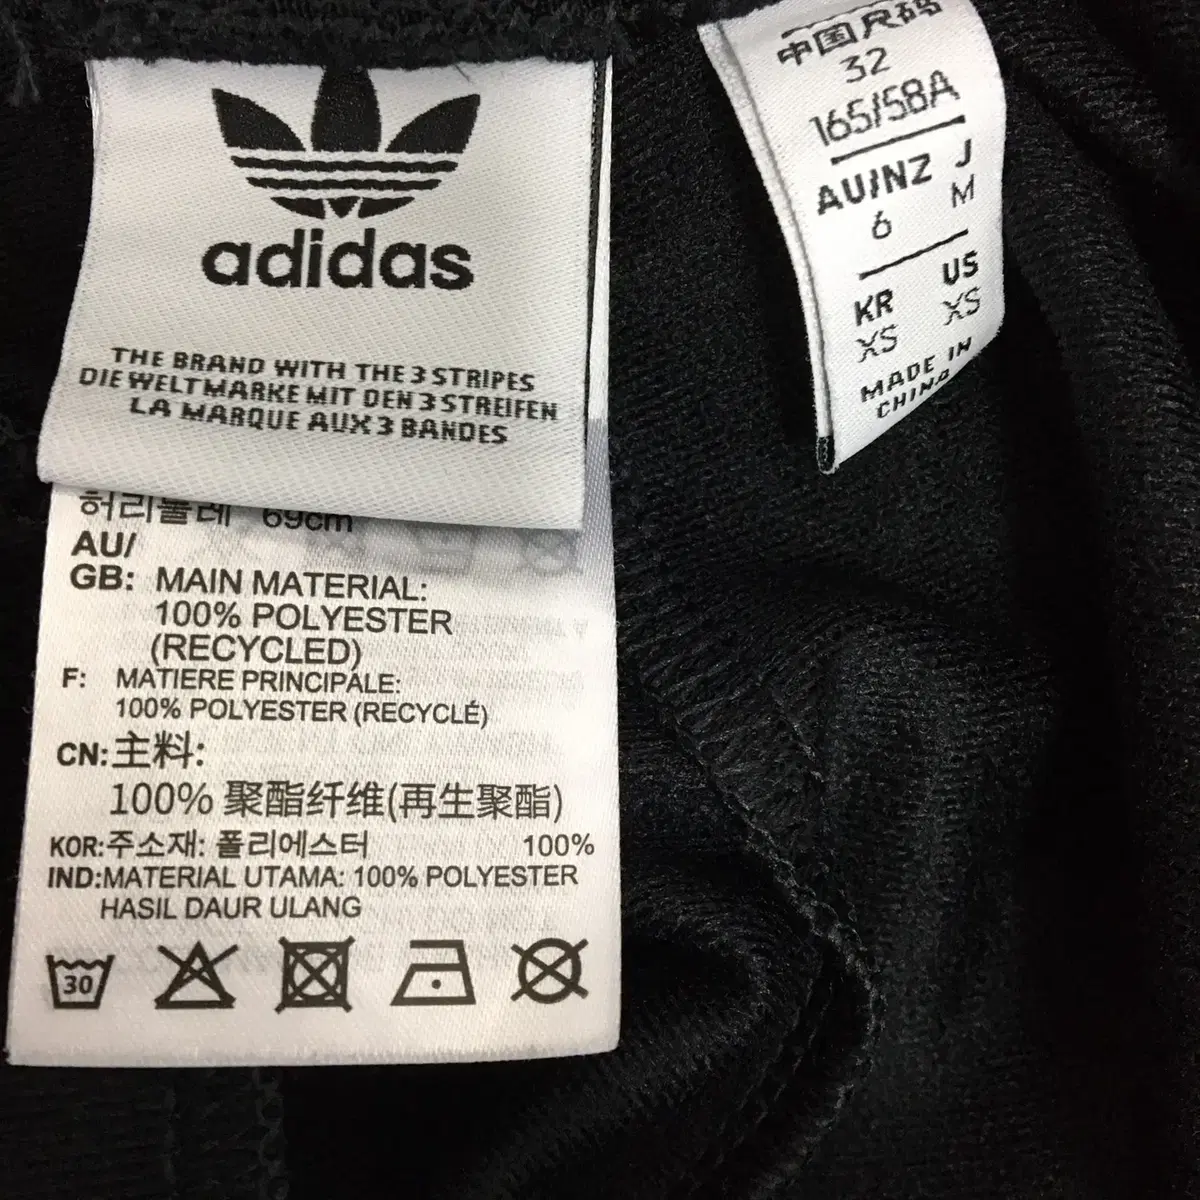 adidas
THE BRAND WITH THE 3 STRIPES
DIE WELTMARKE MIT DEN 3 STREIFEN
LA MARQUE AUX 3 BANDES
허리둘레 69cm
AU/
GB: MAIN MATERIAL:
100% POLYESTER
(RECYCLED)
F: MATIERE PRINCIPALE:
100% POLYESTER (RECYCLÉ)
CN:主料:
100% 聚酯纤维(再生聚酯)
KOR:주소재: 폴리에스터 100%
IND:MATERIAL UTAMA: 100% POLYESTER
HASIL DAUR ULANG
30
中国尺码
32
165/58A
AU/NZ J
6 M
KR US
XS XS
MADE IN
CHINA